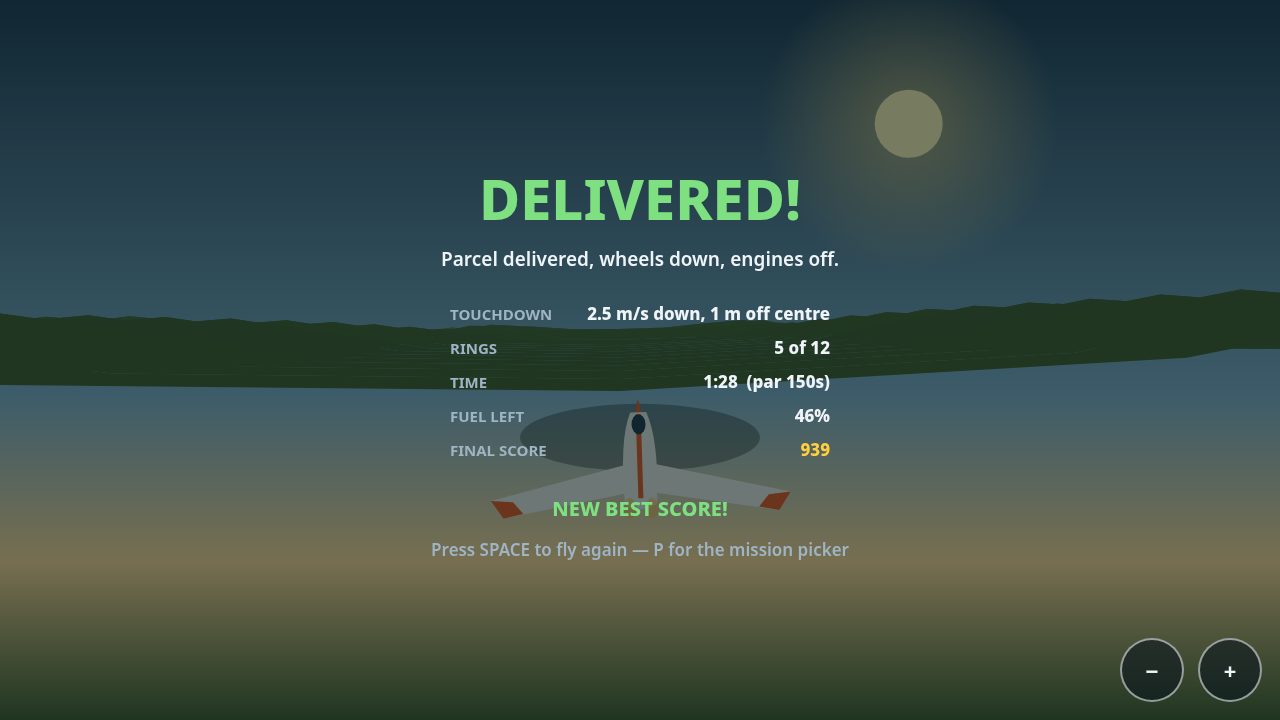 DELIVERED!
Parcel delivered, wheels down, engines off.
TOUCHDOWN 2.5 m/s down, 1 m off centre
RINGS 5 of 12
TIME 1:28 (par 150s)
FUEL LEFT 46%
FINAL SCORE 939
NEW BEST SCORE!
Press SPACE to fly again — P for the mission picker
− +